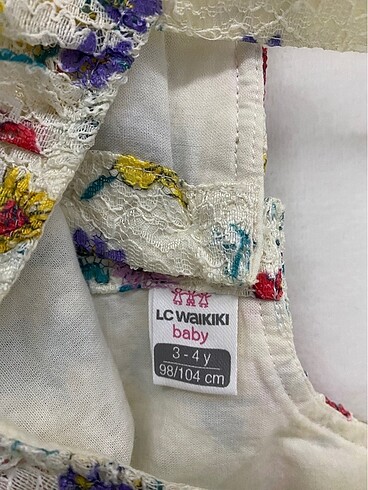 LC WAIKIKI
baby
3 - 4 y
98/104 cm